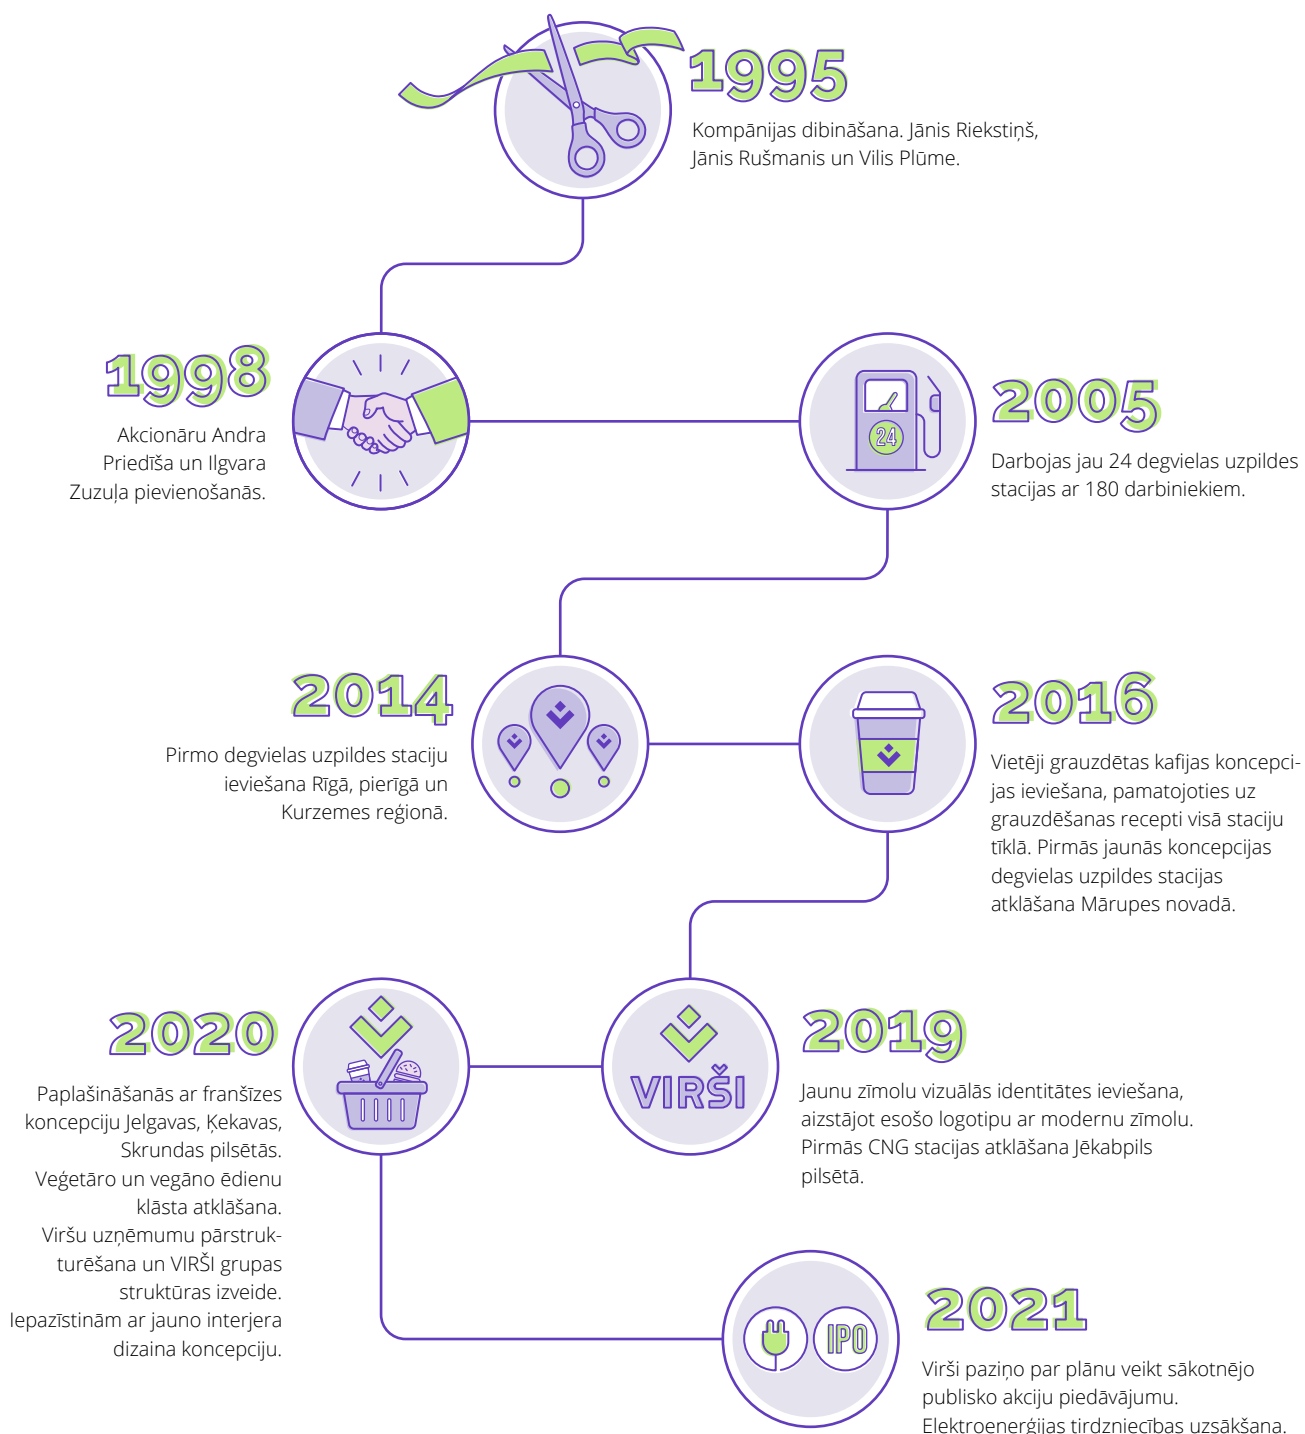 1995
Kompānijas dibināšana. Jānis Riekstiņš,
Jānis Rušmanis un Vilis Plūme.
1998
Akcionāru Andra
Priedīša un Ilgvara
Zuzuļa pievienošanās.
24
2005
Darbojas jau 24 degvielas uzpildes
stacijas ar 180 darbiniekiem.
2014
Pirmo degvielas uzpildes staciju
ieviešana Rīgā, pierīgā un
Kurzemes reģionā.
2016
Vietēji grauzdētas kafijas koncepci-
jas ieviešana, pamatojoties uz
grauzdēšanas recepti visā staciju
tīklā. Pirmās jaunās koncepcijas
degvielas uzpildes stacijas
atklāšana Mārupes novadā.
VIRŠI
2019
Jaunu zīmolu vizuālās identitātes ieviešana,
aizstājot esošo logotipu ar modernu zīmolu.
Pirmās CNG stacijas atklāšana Jēkabpils
pilsētā.
2020
Paplašināšanās ar franšīzes
koncepciju Jelgavas, Ķekavas,
Skrundas pilsētās.
Veģetāro un vegāno ēdienu
klāsta atklāšana.
Viršu uzņēmumu pārstruk-
turēšana un VIRŠI grupas
struktūras izveide.
Iepazīstinām ar jauno interjera
dizaina koncepciju.
IPO
2021
Virši paziņo par plānu veikt sākotnējo
publisko akciju piedāvājumu.
Elektroenerģijas tirdzniecības uzsākšana.